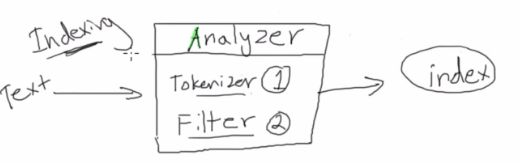 Indexing
Analyzer
Text
Tokenizer 1
Filter 2
index